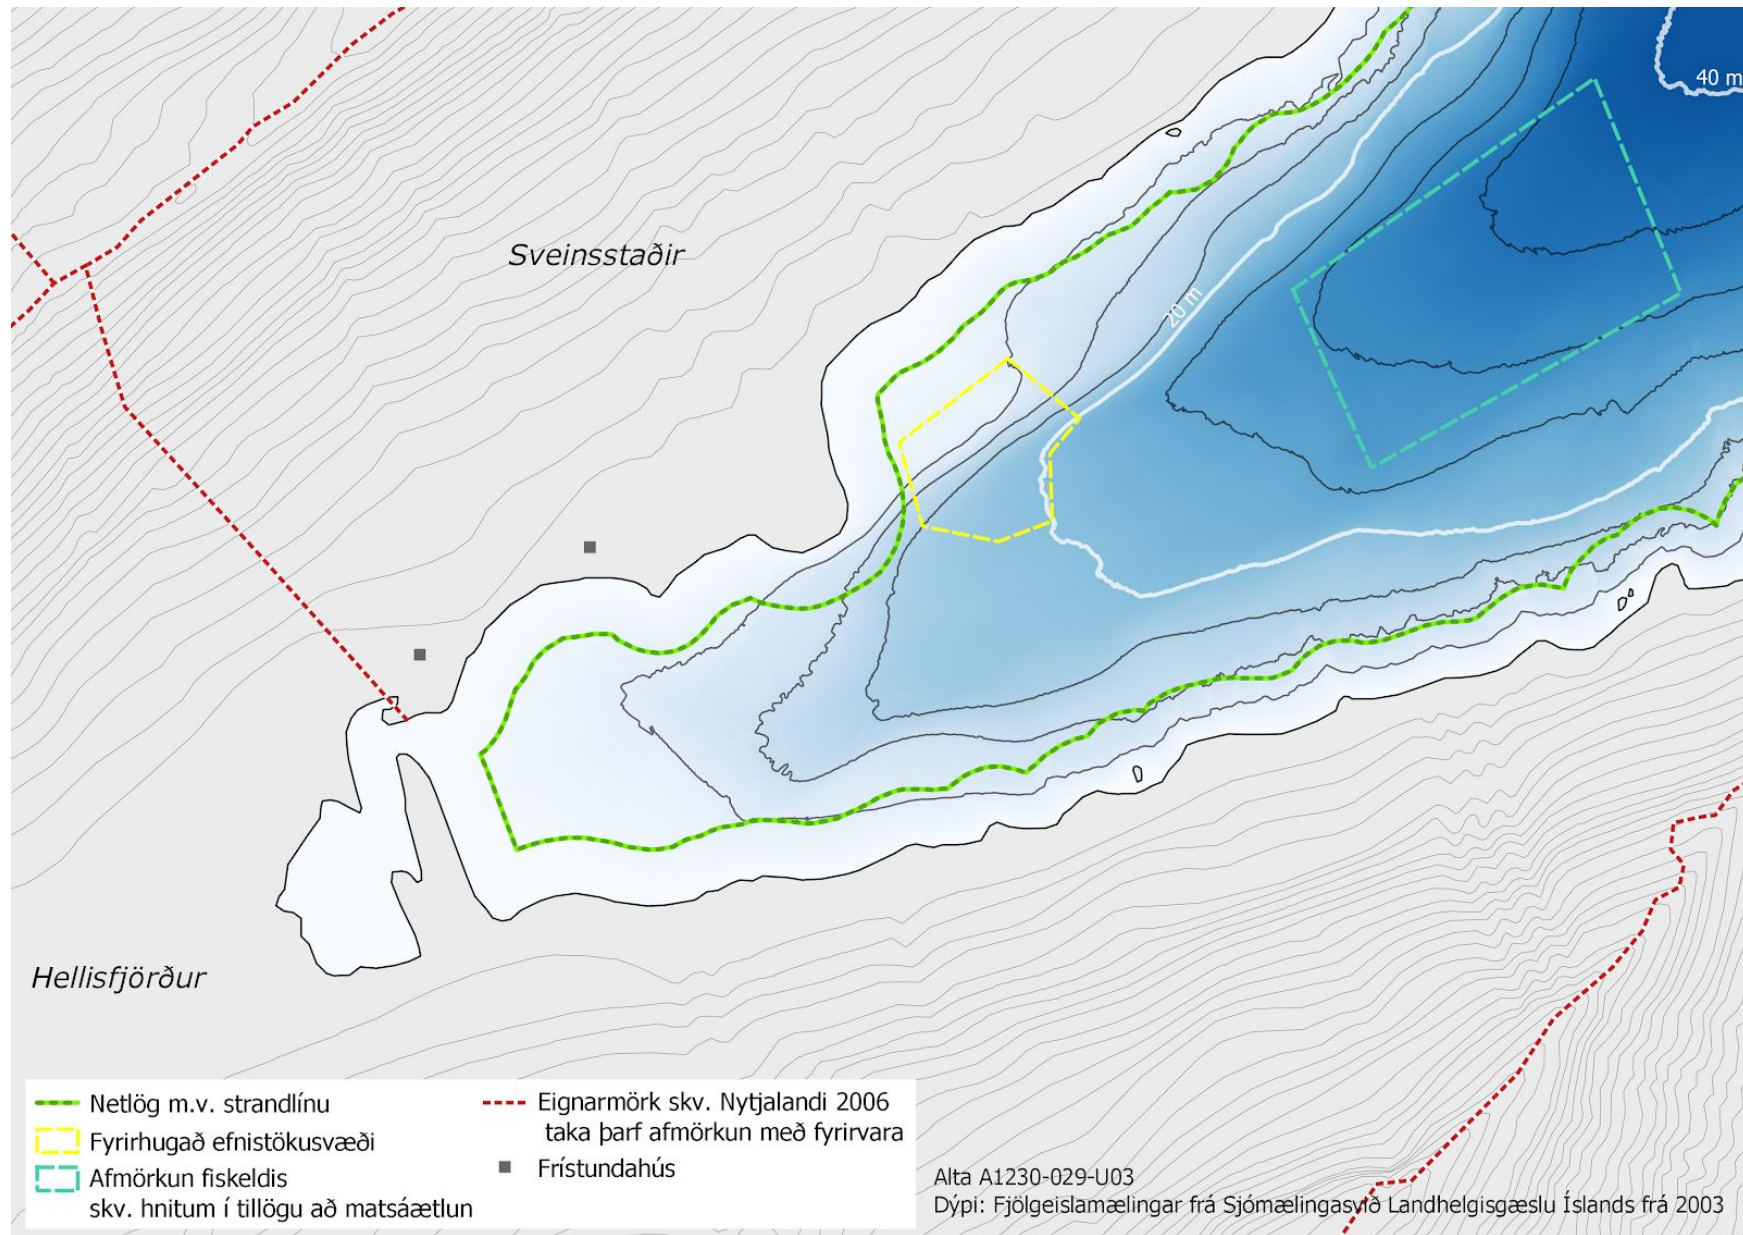 40 m
Sveinsstaðir
20 m
Hellisfjörður
Netlög m.v. strandlínu
Fyrirhugað efnistökusvæði
Afmörkun fiskeldis
skv. hnitum í tillögu að matsáætlun
Eignarmörk skv. Nytjalandi 2006
taka þarf afmörkun með fyrirvara
Frístundahús
Alta A1230-029-U03
Dýpi: Fjölgeislamælingar frá Sjómælingasvið Landhelgisgæslu Íslands frá 2003